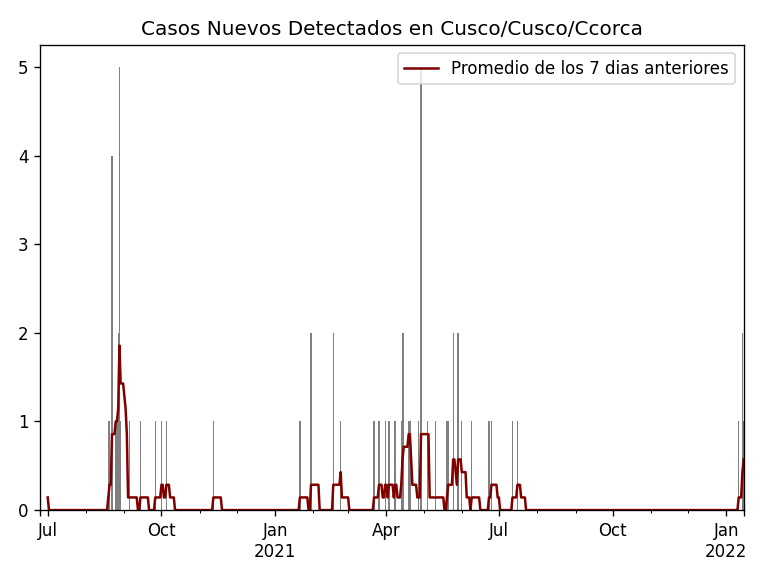 Casos Nuevos Detectados en Cusco/Cusco/Ccorca
Promedio de los 7 dias anteriores
5
4
3
2
1
0
Jul
Oct
Jan
2021
Apr
Jul
Oct
Jan
2022